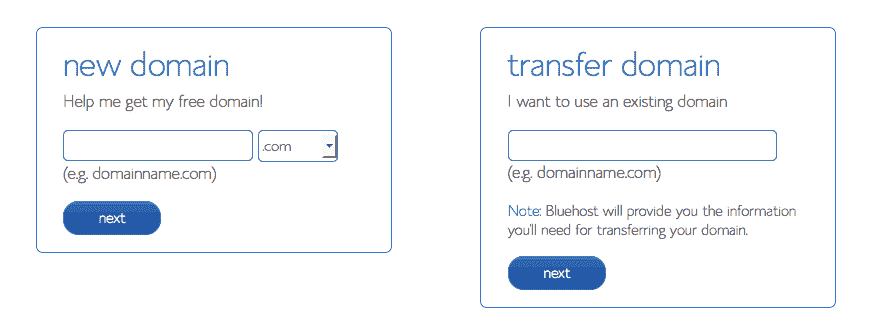 new domain
Help me get my free domain!
.com
(e.g. domainname.com)
next
transfer domain
I want to use an existing domain
(e.g. domainname.com)
Note: Bluehost will provide you the information
you'll need for transferring your domain.
next